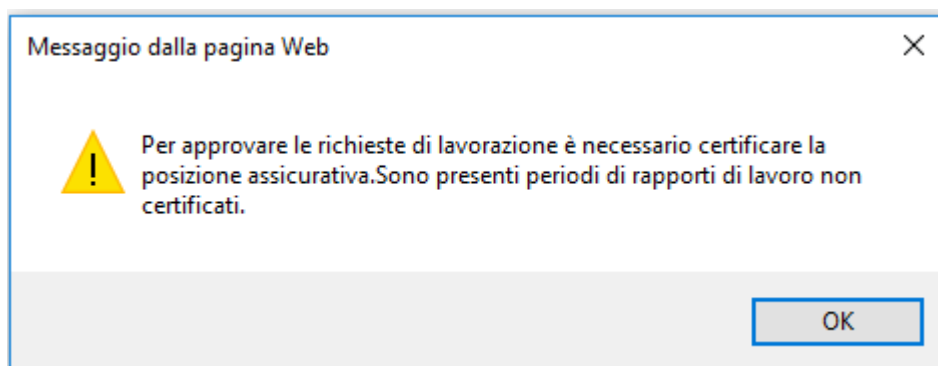 Messaggio dalla pagina Web
Per approvare le richieste di lavorazione è necessario certificare la
posizione assicurativa.Sono presenti periodi di rapporti di lavoro non
certificati.
OK